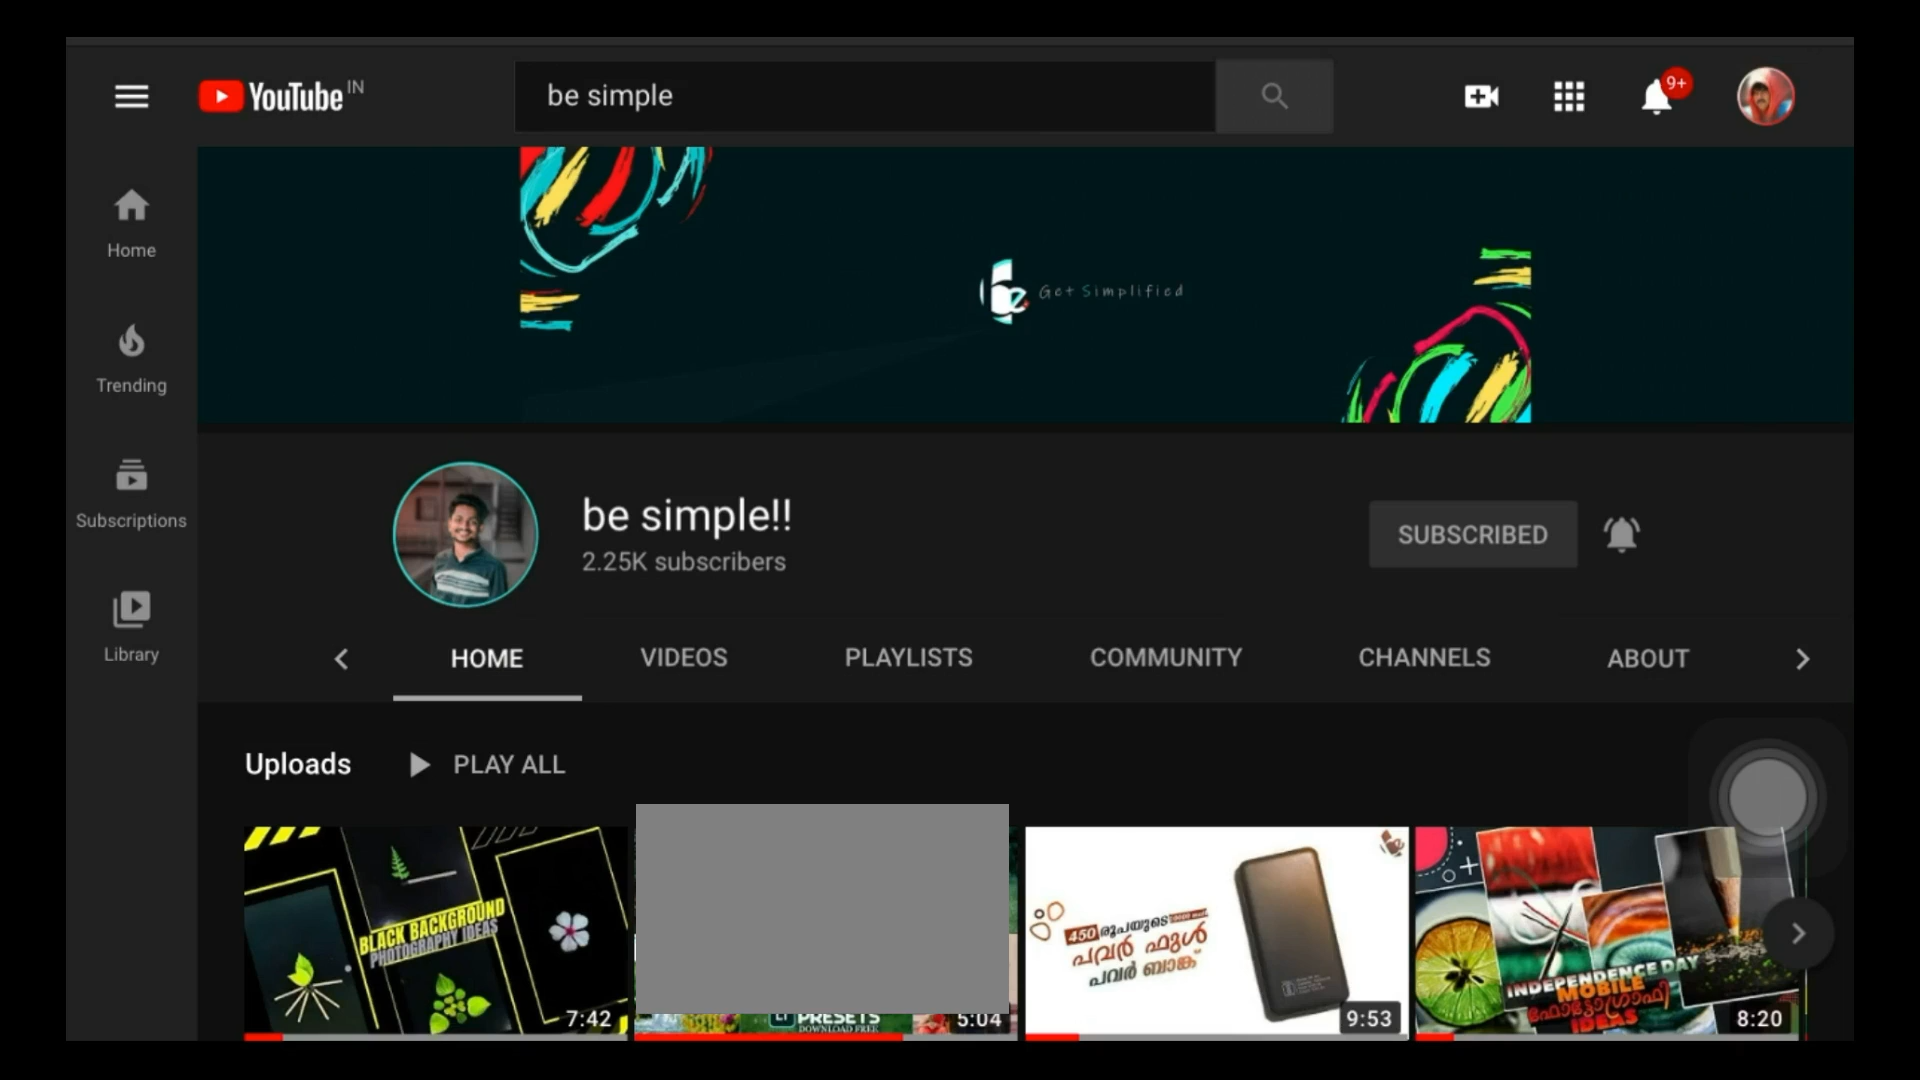 YouTube IN
be simple
9+
Home
Trending
Subscriptions
Library
be. Get Simplified
be simple!!
2.25K subscribers
SUBSCRIBED
HOME VIDEOS PLAYLISTS COMMUNITY CHANNELS ABOUT
Uploads PLAY ALL
BLACK BACKGROUND
PHOTOGRAPHY IDEAS
7:42
PRESETS
DOWNLOAD FREE
5:04
450 രൂപയുടെ
പവർ ഫുൾ
പവർ ബാങ്ക്
9:53
INDEPENDENCE DAY
MOBILE
ഫോട്ടോഗ്രാഫി
IDEAS
8:20